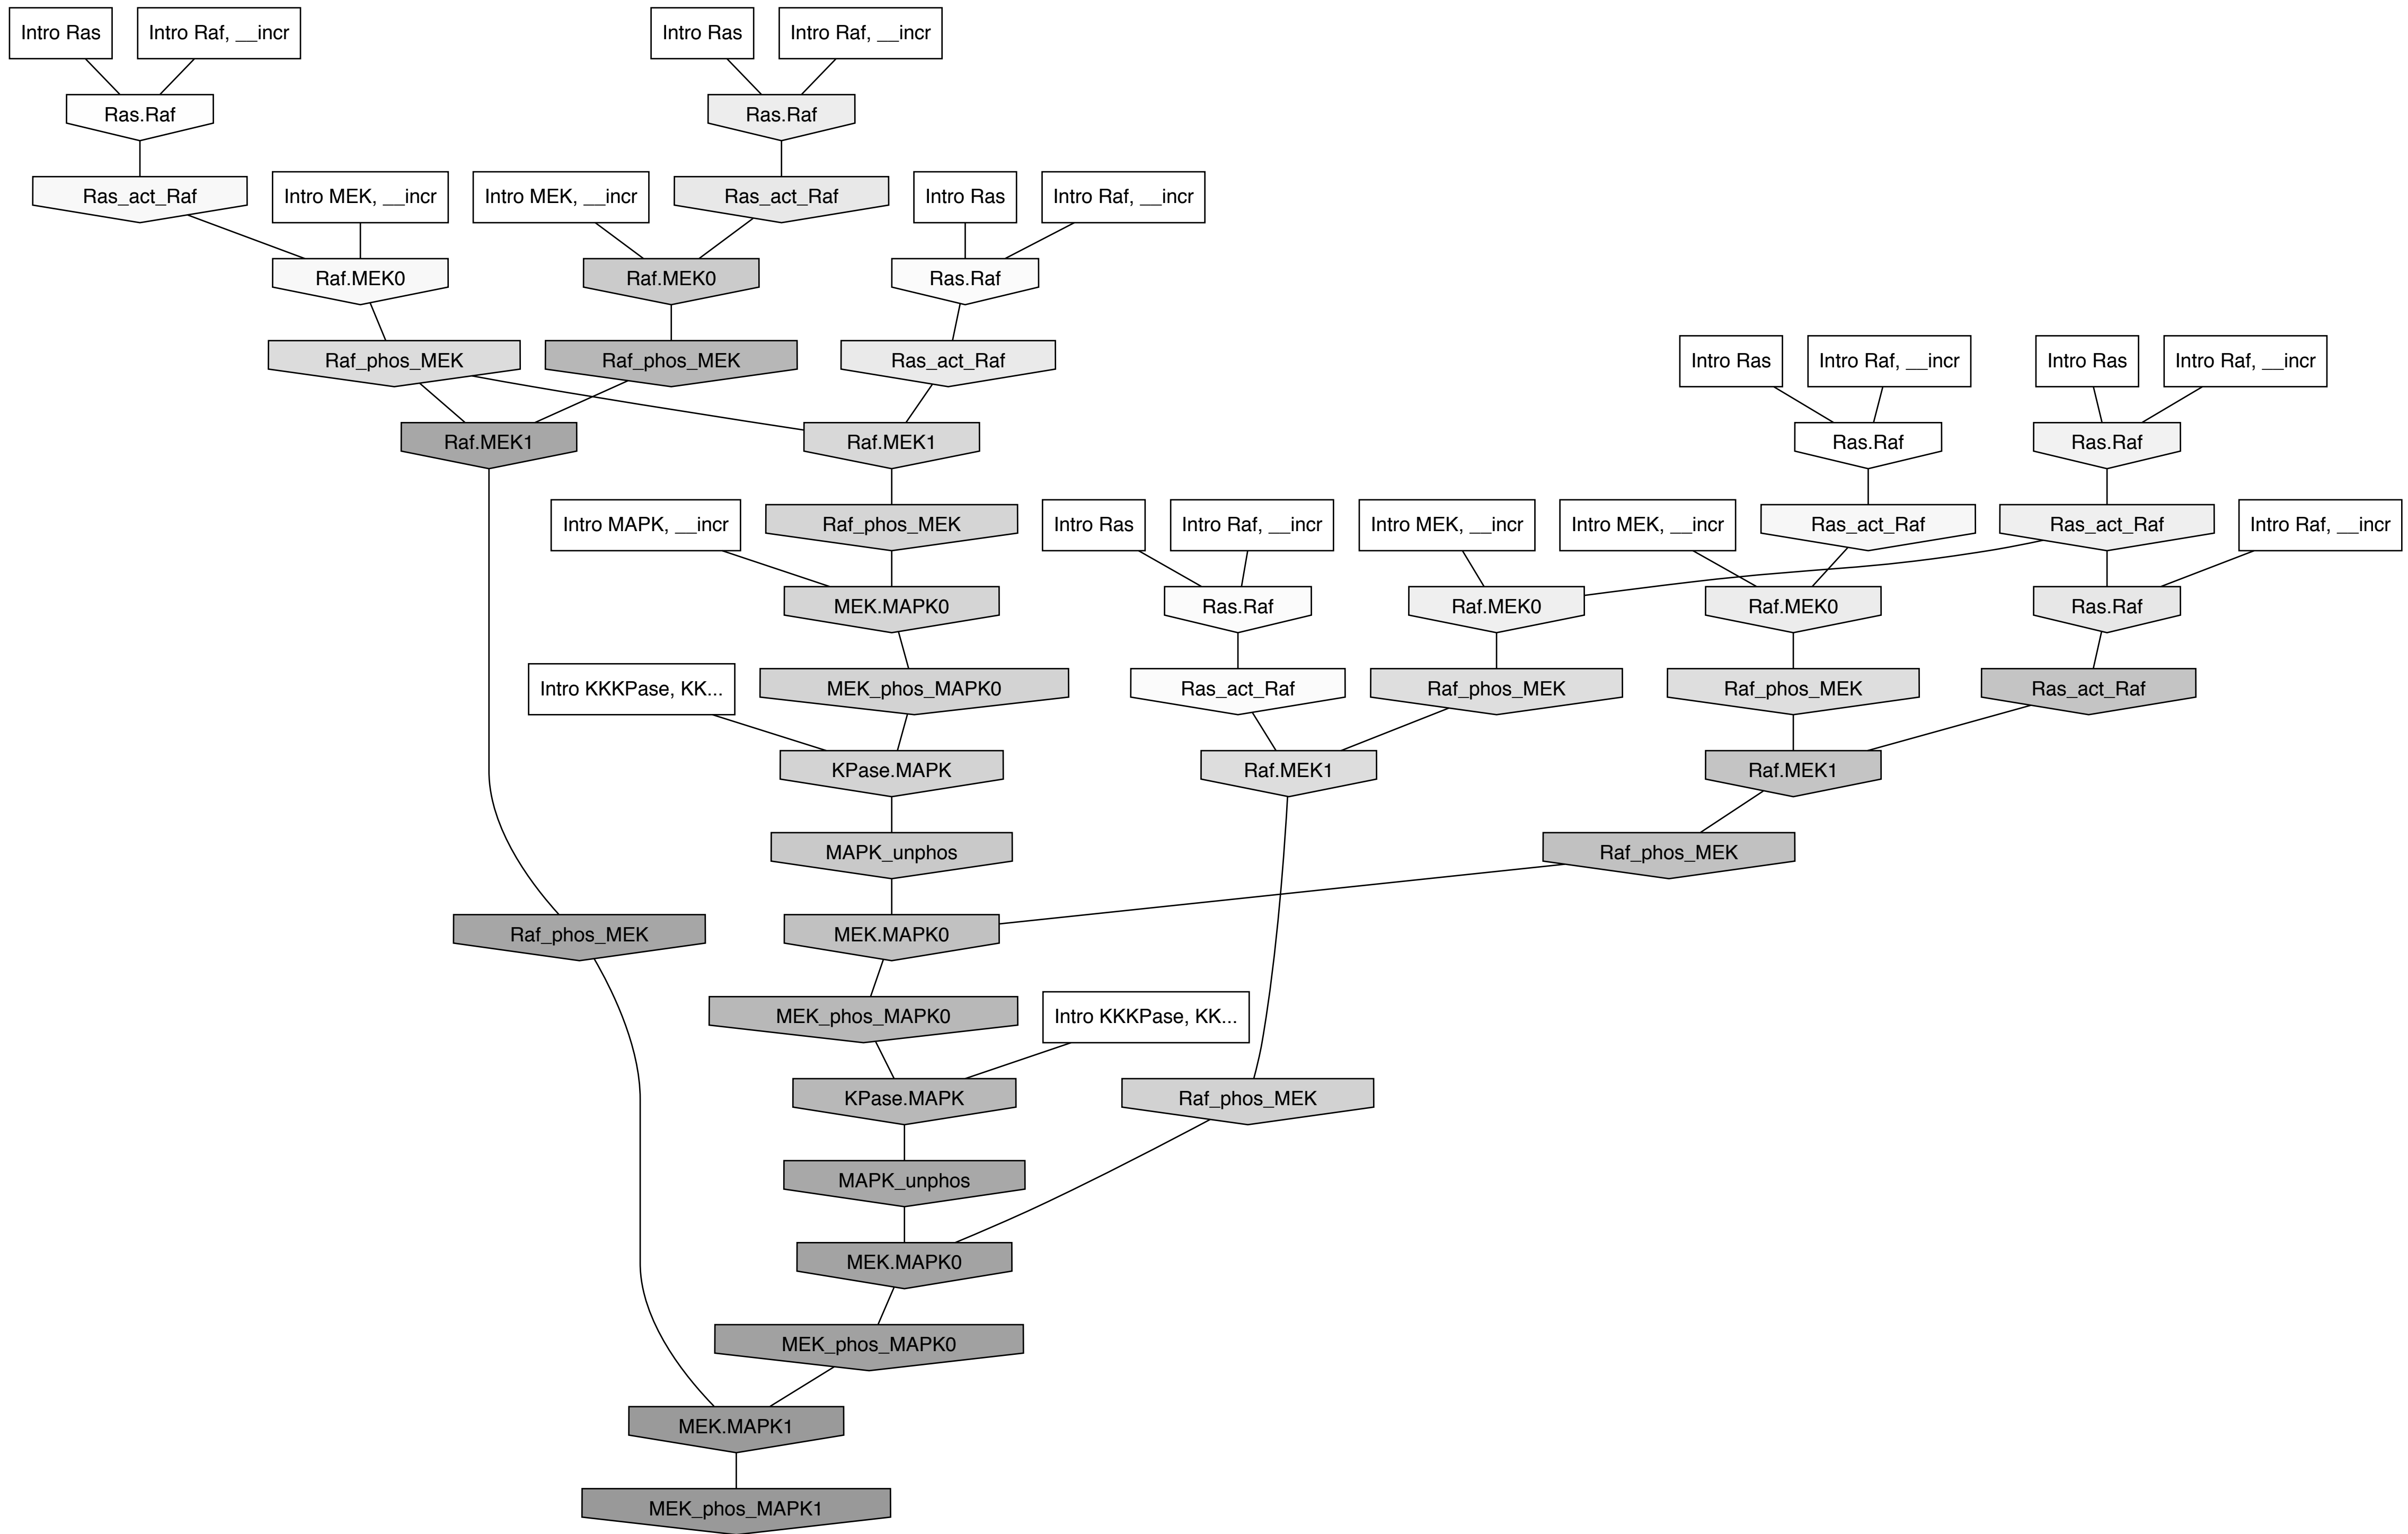 Intro Ras
Intro Raf, __incr
Intro Ras
Intro Raf, __incr
Ras.Raf
Ras.Raf
Ras_act_Raf
Intro MEK, __incr
Intro MEK, __incr
Ras_act_Raf
Intro Ras
Intro Raf, __incr
Raf.MEK0
Raf.MEK0
Ras.Raf
Raf_phos_MEK
Raf_phos_MEK
Ras_act_Raf
Intro Ras
Intro Raf, __incr
Intro Ras
Intro Raf, __incr
Raf.MEK1
Raf.MEK1
Ras.Raf
Ras.Raf
Intro MAPK, __incr
Raf_phos_MEK
Intro Ras
Intro Raf, __incr
Intro MEK, __incr
Intro MEK, __incr
Ras_act_Raf
Ras_act_Raf
Intro Raf, __incr
MEK.MAPK0
Ras.Raf
Raf.MEK0
Raf.MEK0
Ras.Raf
Intro KKKPase, KK...
MEK_phos_MAPK0
Ras_act_Raf
Raf_phos_MEK
Raf_phos_MEK
Ras_act_Raf
KPase.MAPK
Raf.MEK1
Raf.MEK1
MAPK_unphos
Raf_phos_MEK
Raf_phos_MEK
MEK.MAPK0
MEK_phos_MAPK0
Intro KKKPase, KK...
KPase.MAPK
Raf_phos_MEK
MAPK_unphos
MEK.MAPK0
MEK_phos_MAPK0
MEK.MAPK1
MEK_phos_MAPK1